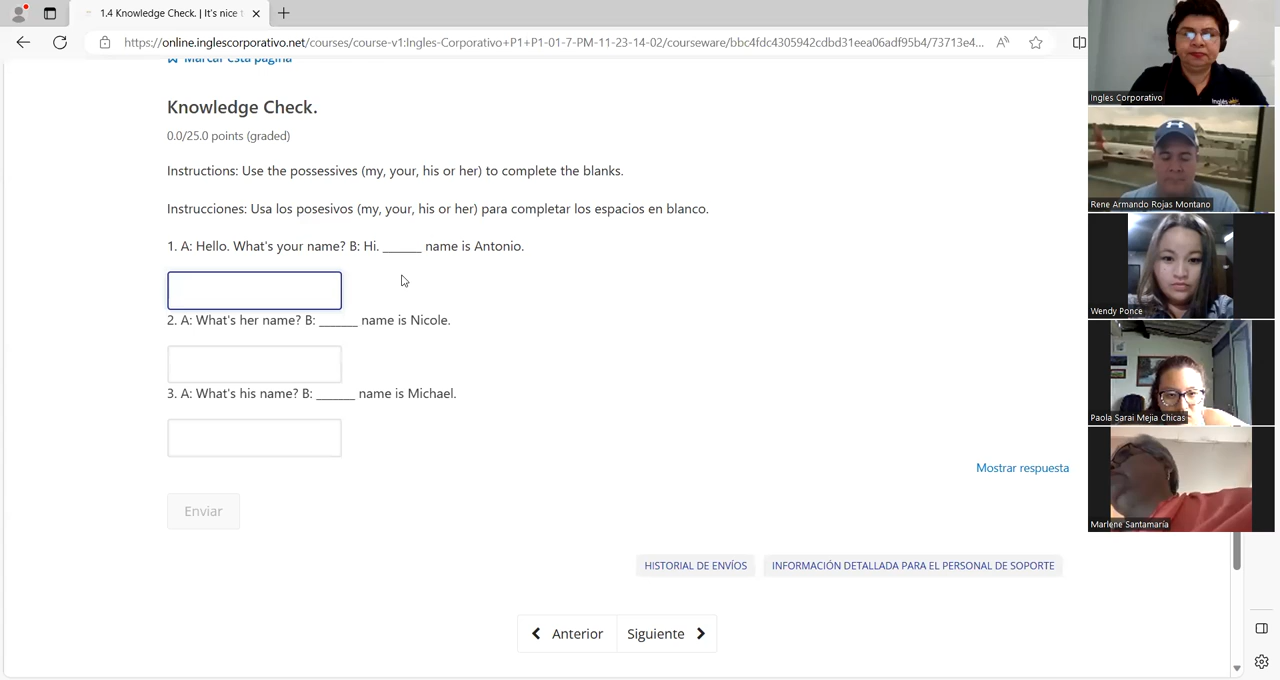 1.4 Knowledge Check. | It's nice t
https://online.inglescorporativo.net/courses/course-v1:Ingles-Corporativo+P1+P1-01-7-PM-11-23-14-02/courseware/bbc4fdc4305942cdbd31eea06adf95b4/73713e4...
Marcar esta página
Knowledge Check.
0.0/25.0 points (graded)
Instructions: Use the possessives (my, your, his or her) to complete the blanks.
Instrucciones: Usa los posesivos (my, your, his or her) para completar los espacios en blanco.
1. A: Hello. What's your name? B: Hi. ______ name is Antonio.
2. A: What's her name? B: ______ name is Nicole.
3. A: What's his name? B: ______ name is Michael.
Mostrar respuesta
Enviar
HISTORIAL DE ENVÍOS
INFORMACIÓN DETALLADA PARA EL PERSONAL DE SOPORTE
Anterior
Siguiente
Ingles Corporativo
Rene Armando Rojas Montano
Wendy Ponce
Paola Sarai Mejia Chicas
Marlene Santamaría